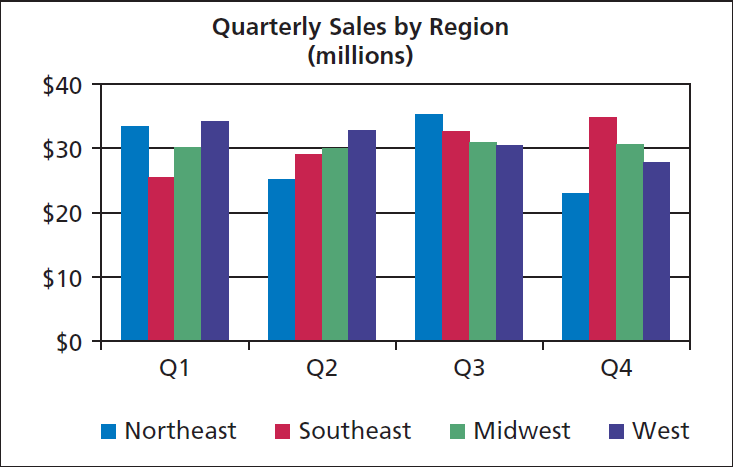 Quarterly Sales by Region
(millions)
$40
$30
$20
$10
$0
Q1 Q2 Q3 Q4
Northeast Southeast Midwest West